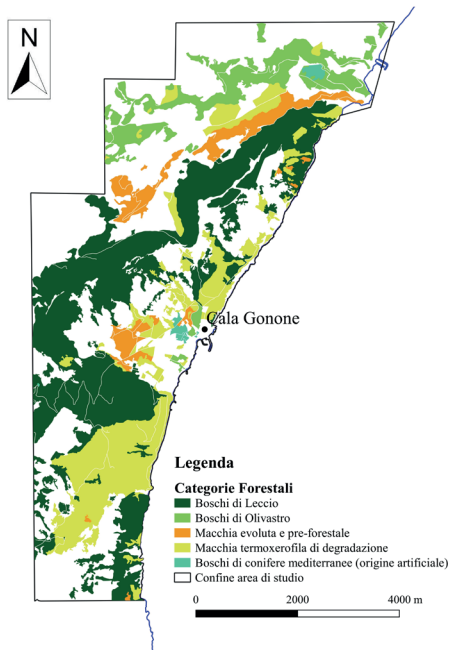 N
Cala Gonone
Legenda
Categorie Forestali
Boschi di Leccio
Boschi di Olivastro
Macchia evoluta e pre-forestale
Macchia termoxerofila di degradazione
Boschi di conifere mediterranee (origine artificiale)
Confine area di studio
0 2000 4000 m